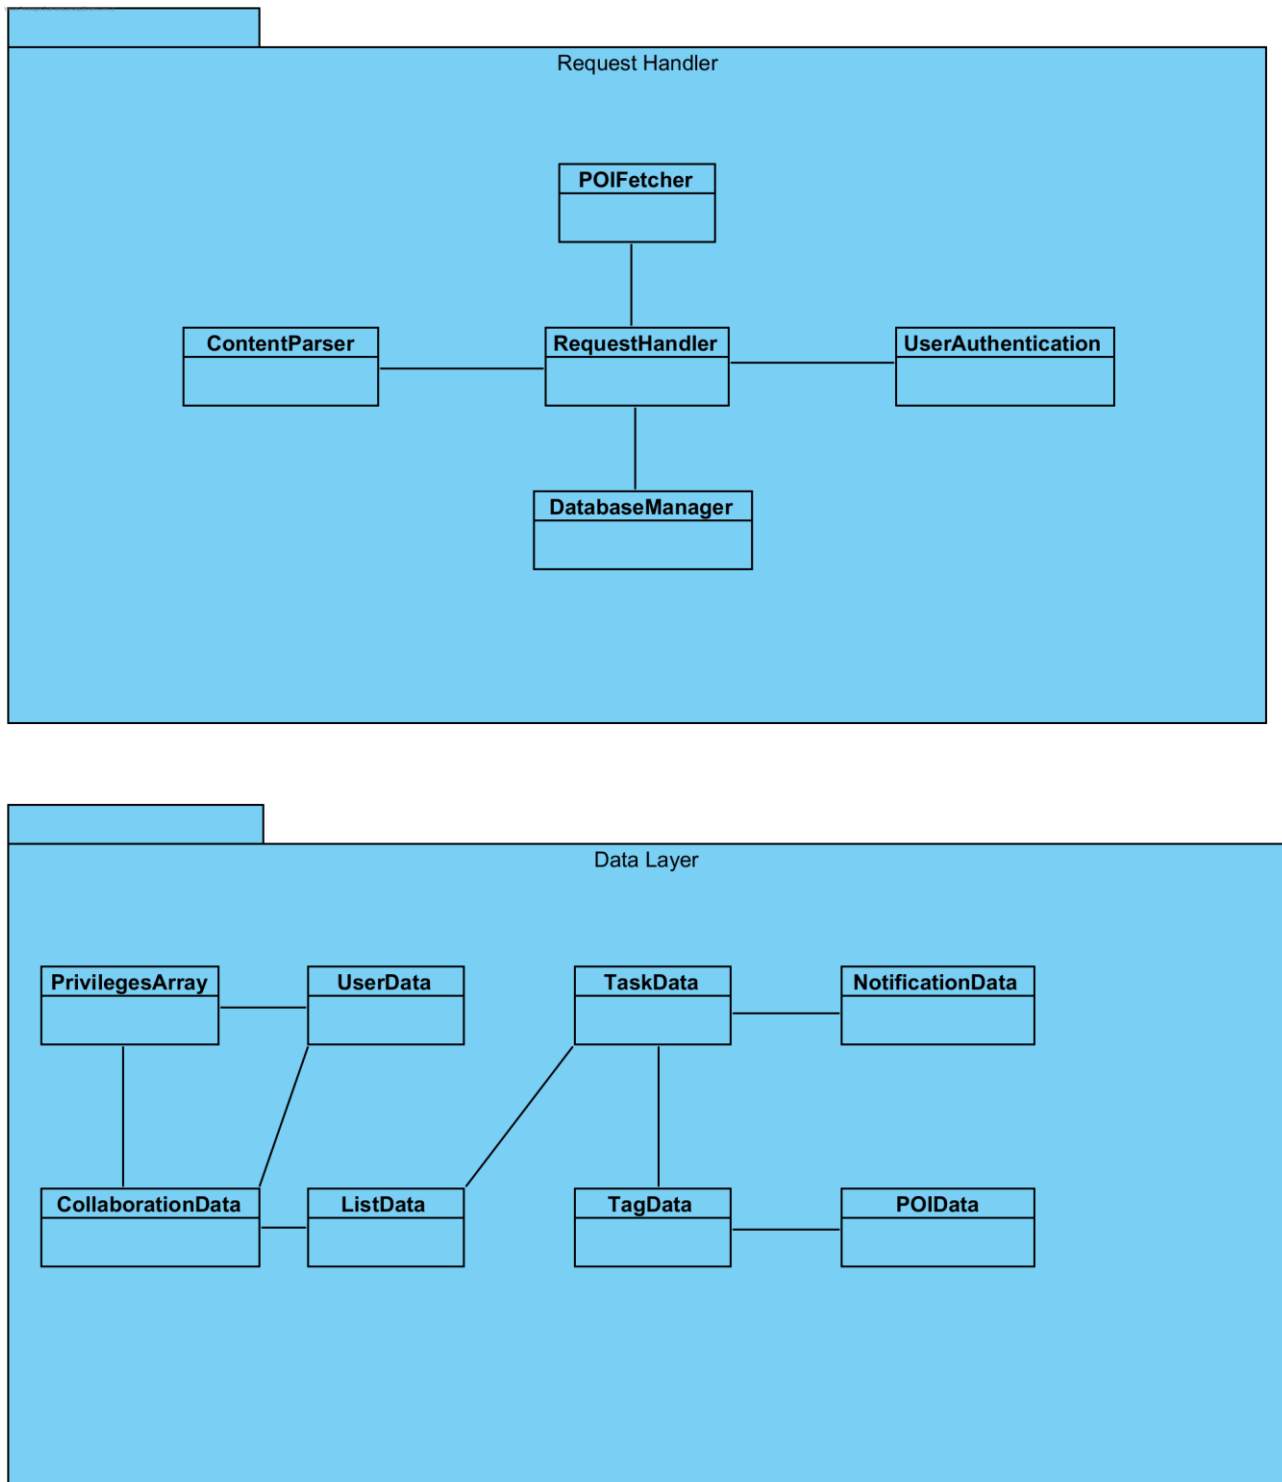 Request Handler
POIFetcher
ContentParser
RequestHandler
UserAuthentication
DatabaseManager
Data Layer
PrivilegesArray
UserData
TaskData
NotificationData
CollaborationData
ListData
TagData
POIData